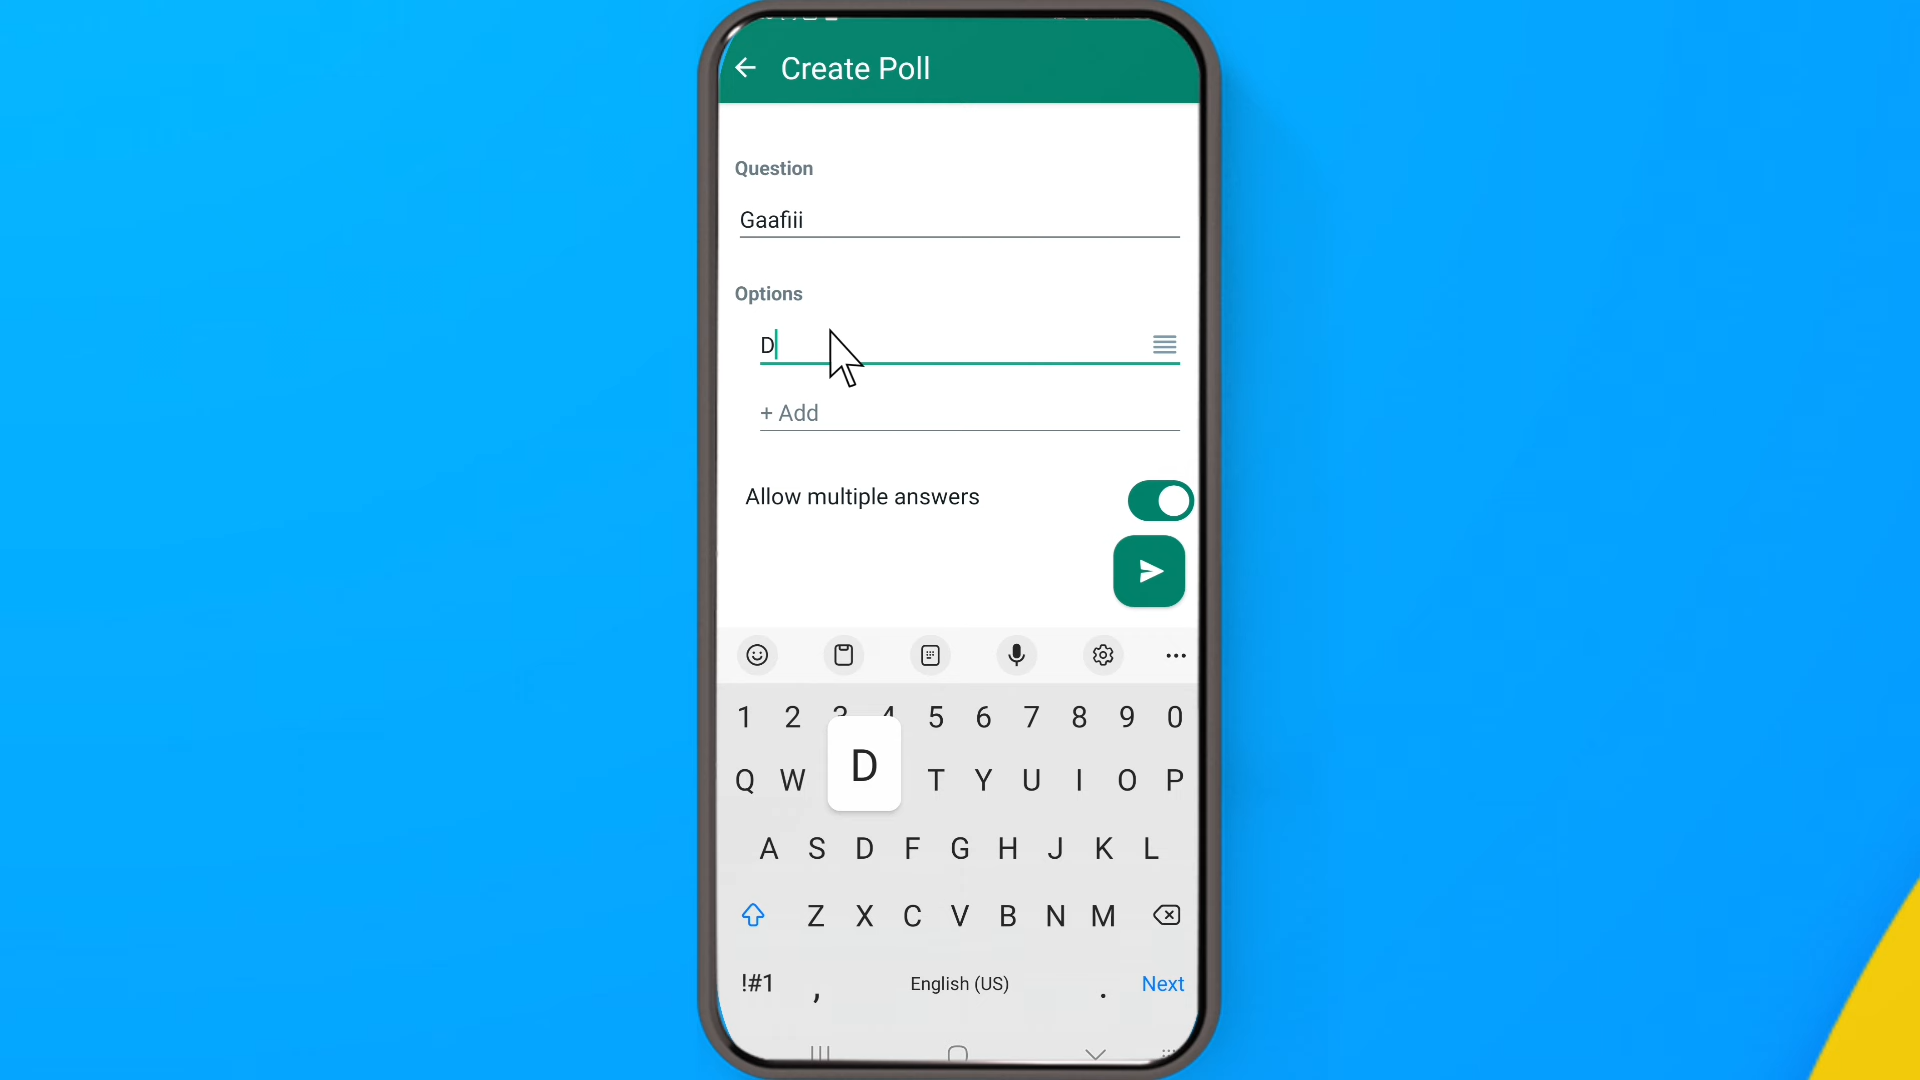 Create Poll
Question
Gaafiii
Options
D
+ Add
Allow multiple answers
1 2 3 4 5 6 7 8 9 0
Q W D T Y U I O P
A S D F G H J K L
Z X C V B N M
!#1 , English (US) . Next